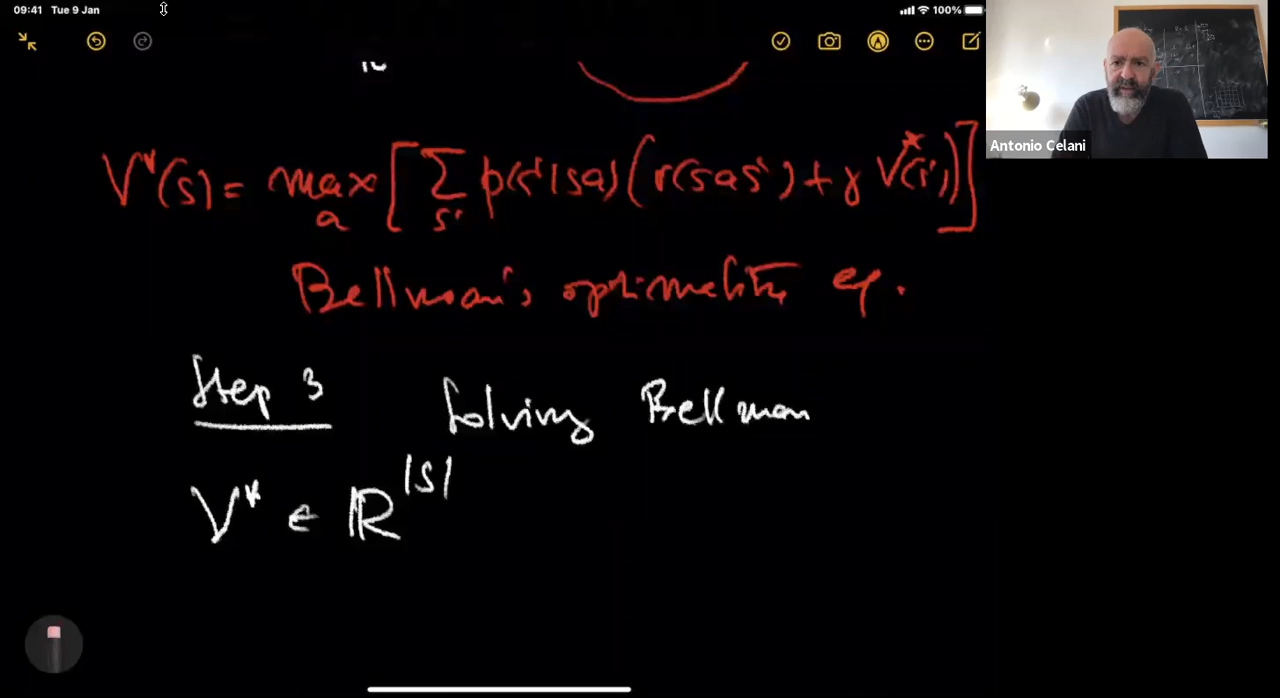 09:41 Tue 9 Jan
100%
Antonio Celani
V*(s) = max_a [ Σ_s' p(s'|sa) ( r(sas') + γ V*(s') ) ]
Bellman's optimality eq.
Step 3 Solving Bellman
V* ∈ ℝ^|S|